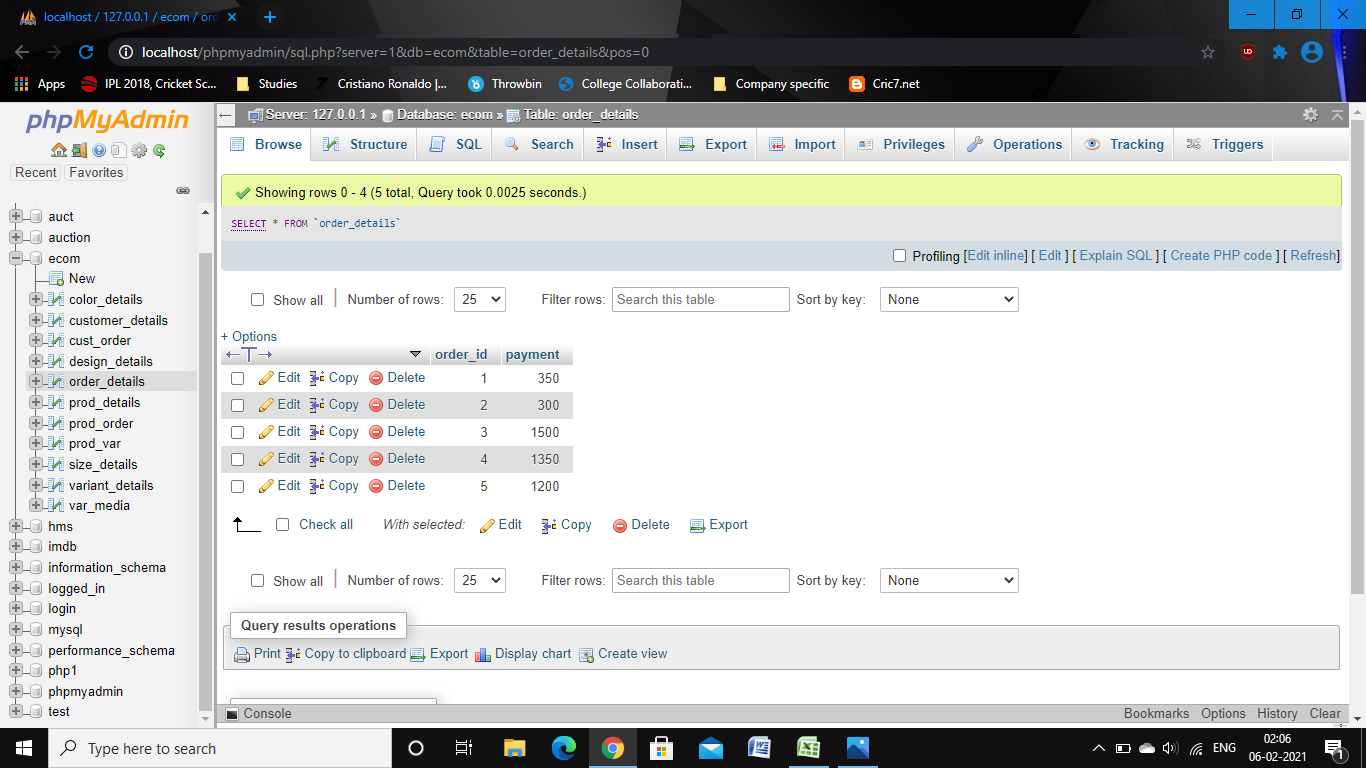 localhost / 127.0.0.1 / ecom / ord
localhost/phpmyadmin/sql.php?server=1&db=ecom&table=order_details&pos=0
Apps IPL 2018, Cricket Sc... Studies Cristiano Ronaldo |... Throwbin College Collaborati... Company specific Cric7.net
phpMyAdmin
Recent Favorites
auct
auction
ecom
New
color_details
customer_details
cust_order
design_details
order_details
prod_details
prod_order
prod_var
size_details
variant_details
var_media
hms
imdb
information_schema
logged_in
login
mysql
performance_schema
php1
phpmyadmin
test
Server: 127.0.0.1 » Database: ecom » Table: order_details
Browse Structure SQL Search Insert Export Import Privileges Operations Tracking Triggers
Showing rows 0 - 4 (5 total, Query took 0.0025 seconds.)
SELECT * FROM `order_details`
Profiling [Edit inline] [ Edit ] [ Explain SQL ] [ Create PHP code ] [ Refresh]
Show all | Number of rows: 25 Filter rows: Search this table Sort by key: None
+ Options
←T→ order_id payment
Edit Copy Delete 1 350
Edit Copy Delete 2 300
Edit Copy Delete 3 1500
Edit Copy Delete 4 1350
Edit Copy Delete 5 1200
Check all With selected: Edit Copy Delete Export
Show all | Number of rows: 25 Filter rows: Search this table Sort by key: None
Query results operations
Print Copy to clipboard Export Display chart Create view
Console Bookmarks Options History Clear
Type here to search
ENG
02:06
06-02-2021
1